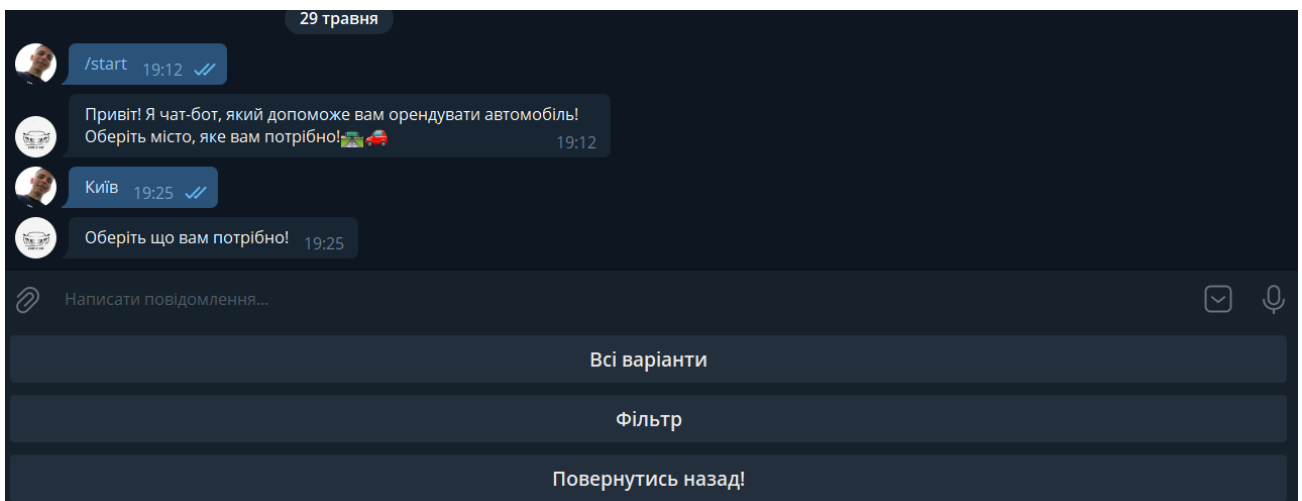 29 травня
/start 19:12
Привіт! Я чат-бот, який допоможе вам орендувати автомобіль!
Оберіть місто, яке вам потрібно!🛣️🚗 19:12
Київ 19:25
Оберіть що вам потрібно! 19:25
Написати повідомлення...
Всі варіанти
Фільтр
Повернутись назад!